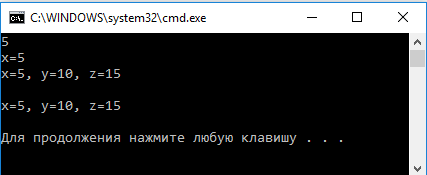 C:\WINDOWS\system32\cmd.exe
5
x=5
x=5, y=10, z=15
x=5, y=10, z=15
Для продолжения нажмите любую клавишу . . .